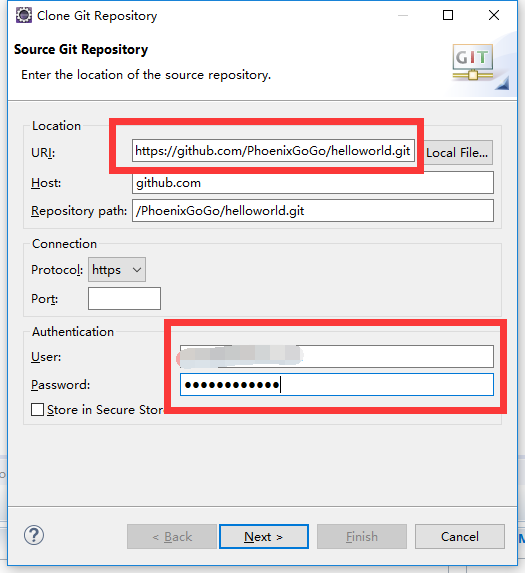 Clone Git Repository
Source Git Repository
Enter the location of the source repository.
GIT
Location
URI: https://github.com/PhoenixGoGo/helloworld.git Local File...
Host: github.com
Repository path: /PhoenixGoGo/helloworld.git
Connection
Protocol: https
Port:
Authentication
User:
Password: ●●●●●●●●●●●●
Store in Secure Stor
? < Back Next > Finish Cancel